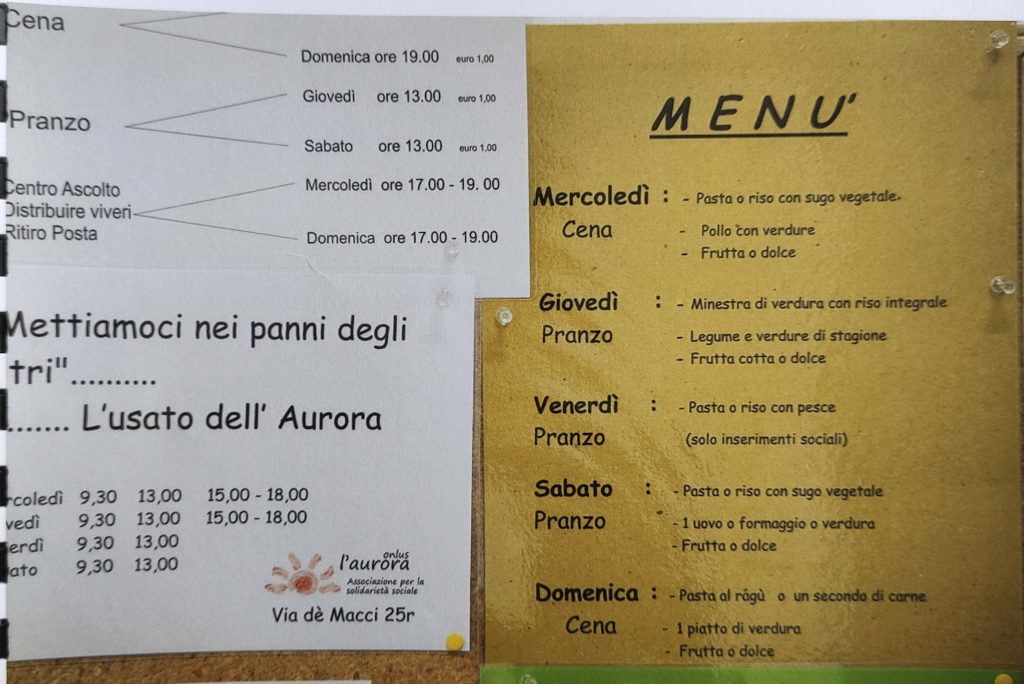 Cena
Domenica ore 19.00 euro 1,00
Giovedì ore 13.00 euro 1,00
Pranzo
Sabato ore 13.00 euro 1,00
Centro Ascolto
Distribuire viveri
Ritiro Posta
Mercoledì ore 17.00 - 19. 00
Domenica ore 17.00 - 19.00
Mettiamoci nei panni degli
tri"..........
....... L'usato dell' Aurora
rcoledì 9,30 13,00 15,00 - 18,00
vedì 9,30 13,00 15,00 - 18,00
erdì 9,30 13,00
ato 9,30 13,00
onlus
l'aurora
Associazione per la
solidarietà sociale
Via dè Macci 25r
MENU'
Mercoledì : - Pasta o riso con sugo vegetale.
Cena - Pollo con verdure
- Frutta o dolce
Giovedì : - Minestra di verdura con riso integrale
Pranzo - Legume e verdure di stagione
- Frutta cotta o dolce
Venerdì : - Pasta o riso con pesce
Pranzo (solo inserimenti sociali)
Sabato : - Pasta o riso con sugo vegetale
Pranzo - 1 uovo o formaggio o verdura
- Frutta o dolce
Domenica : - Pasta al ràgù o un secondo di carne
Cena - 1 piatto di verdura
- Frutta o dolce